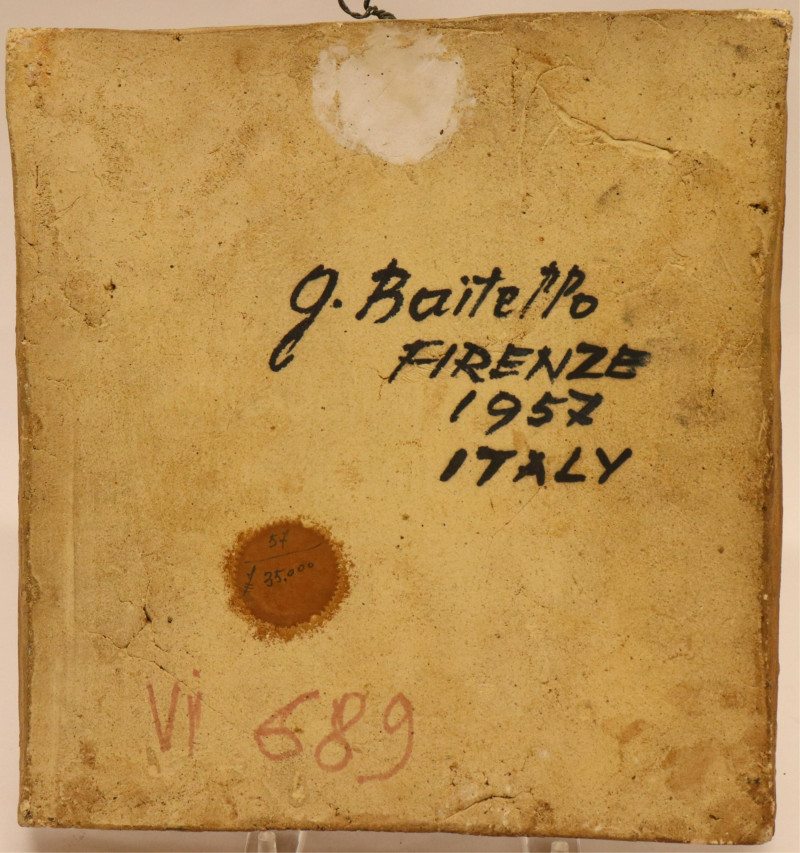 g. Baitello
FIRENZE
1957
ITALY
57
£ 35.000
Vi 689